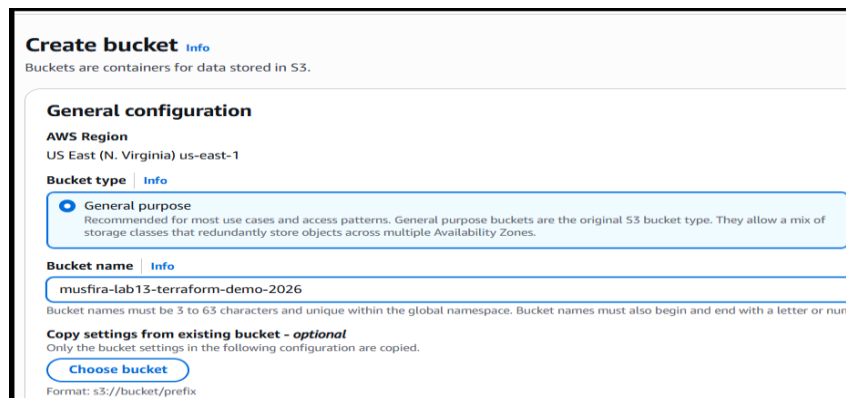 Create bucket Info
Buckets are containers for data stored in S3.
General configuration
AWS Region
US East (N. Virginia) us-east-1
Bucket type Info
General purpose
Recommended for most use cases and access patterns. General purpose buckets are the original S3 bucket type. They allow a mix of
storage classes that redundantly store objects across multiple Availability Zones.
Bucket name Info
musfira-lab13-terraform-demo-2026
Bucket names must be 3 to 63 characters and unique within the global namespace. Bucket names must also begin and end with a letter or
Copy settings from existing bucket - optional
Only the bucket settings in the following configuration are copied.
Choose bucket
Format: s3://bucket/prefix